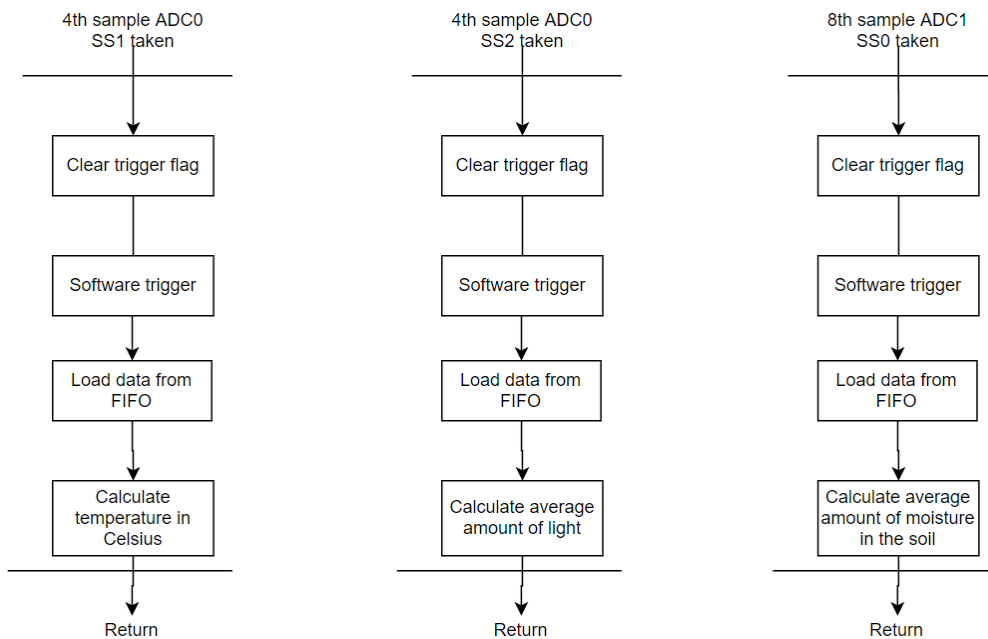 4th sample ADC0
SS1 taken
Clear trigger flag
Software trigger
Load data from
FIFO
Calculate
temperature in
Celsius
Return
4th sample ADC0
SS2 taken
Clear trigger flag
Software trigger
Load data from
FIFO
Calculate average
amount of light
Return
8th sample ADC1
SS0 taken
Clear trigger flag
Software trigger
Load data from
FIFO
Calculate average
amount of moisture
in the soil
Return